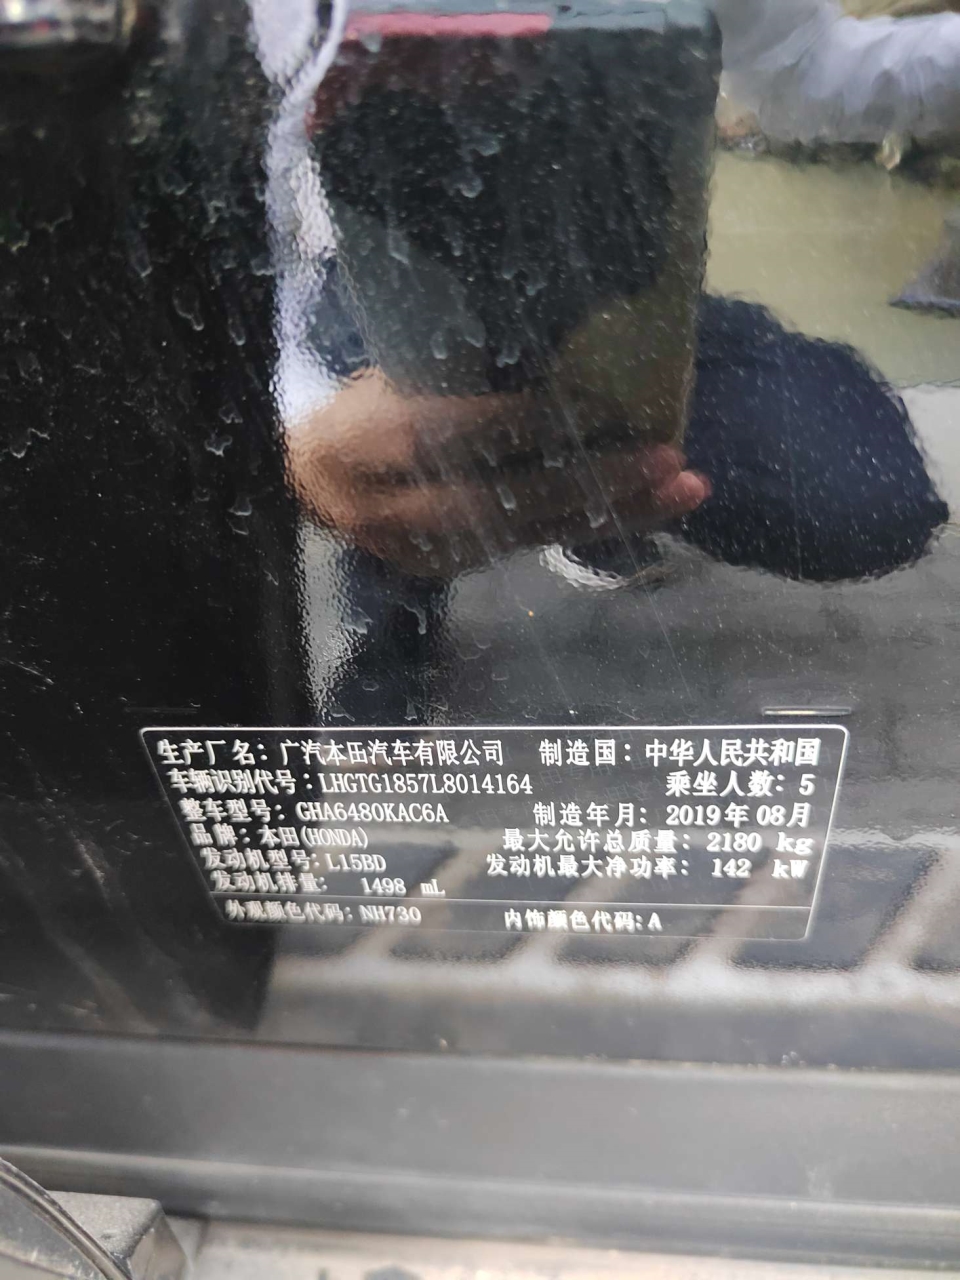 生产厂名：广汽本田汽车有限公司 制造国：中华人民共和国
车辆识别代号：LHGTG1857L8014164 乘坐人数：5
整车型号：GHA6480KAC6A 制造年月：2019年08月
品牌：本田(HONDA) 最大允许总质量：2180 kg
发动机型号：L15BD 发动机最大净功率：142 kW
发动机排量：1498 mL
外观颜色代码：NH730 内饰颜色代码：A